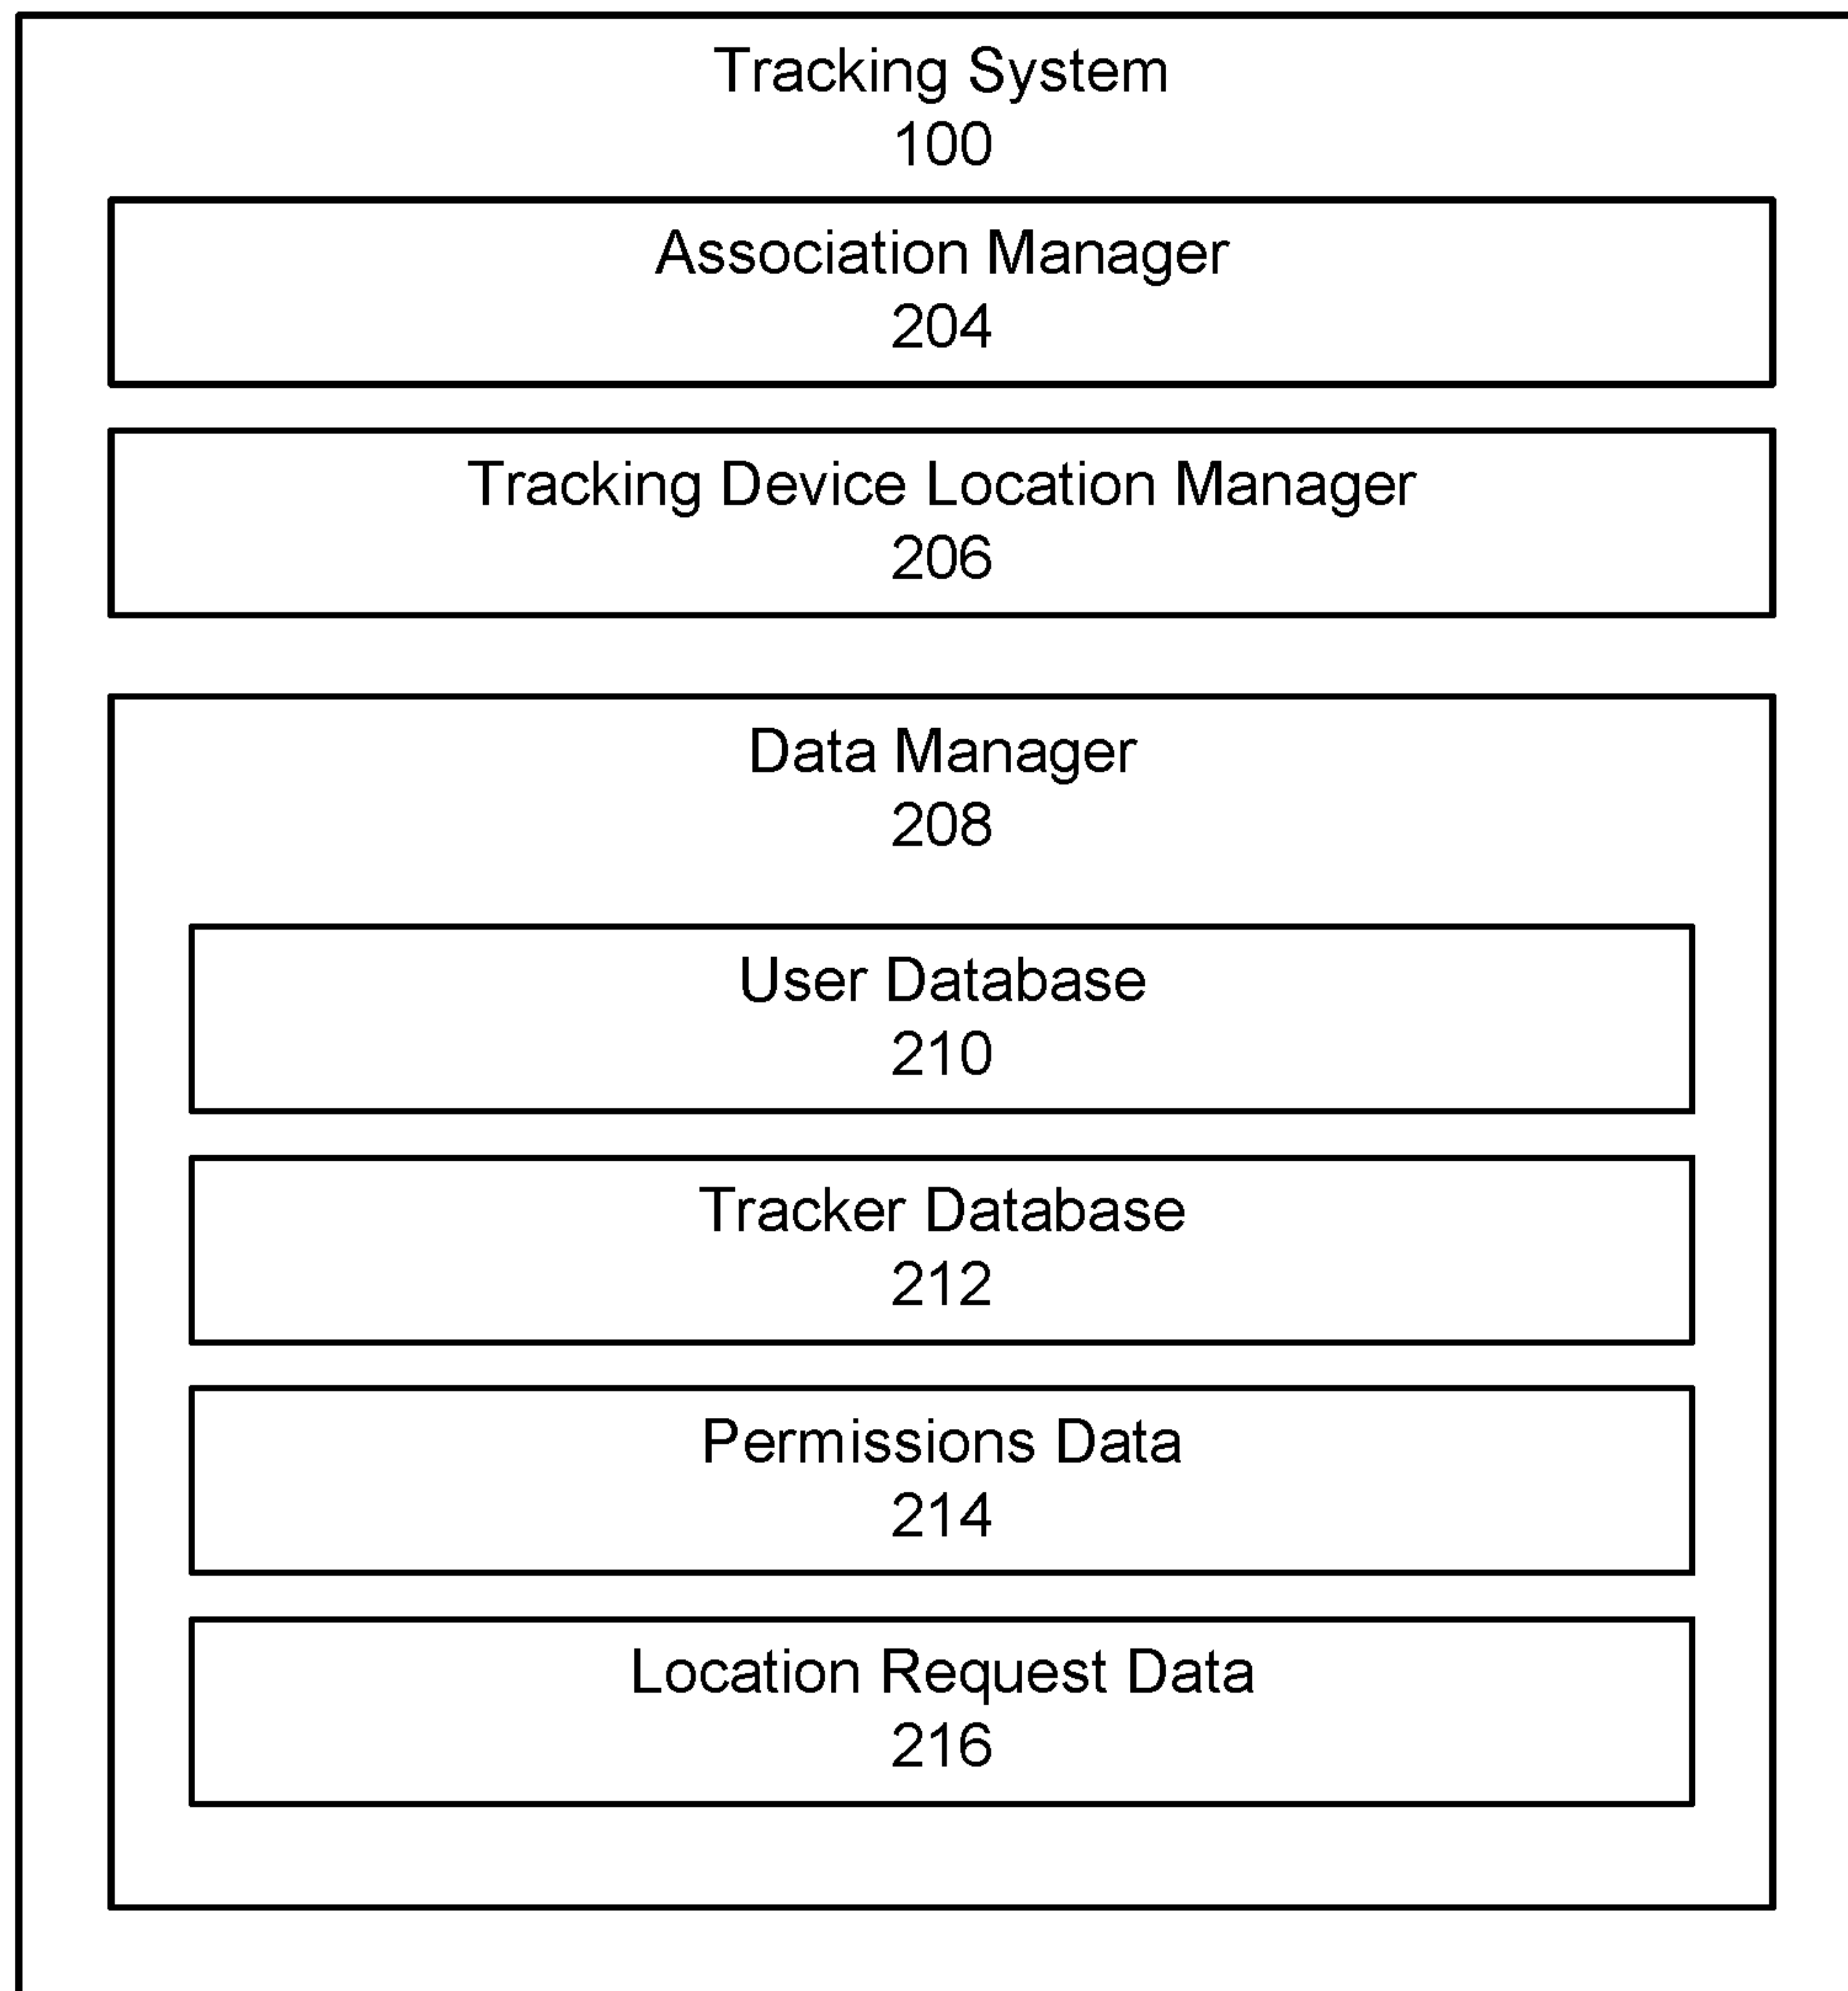 Tracking System
100
Association Manager
204
Tracking Device Location Manager
206
Data Manager
208
User Database
210
Tracker Database
212
Permissions Data
214
Location Request Data
216